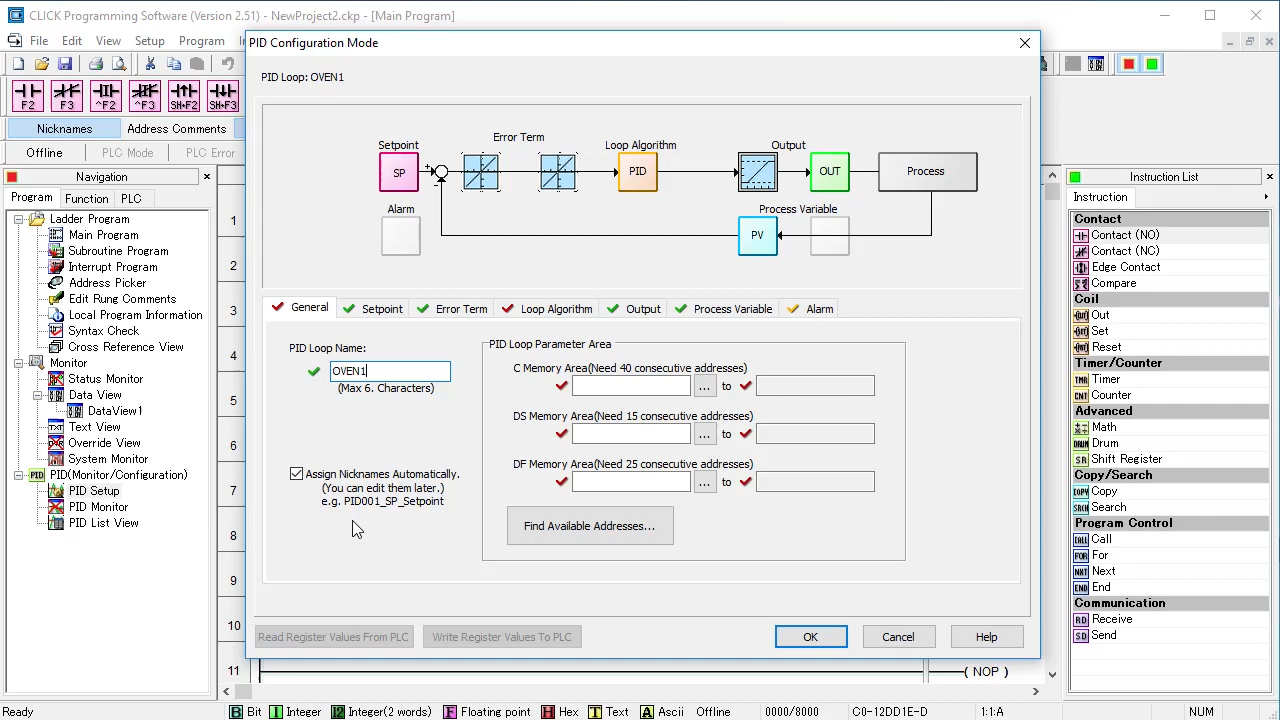 CLICK Programming Software (Version 2.51) - NewProject2.ckp - [Main Program]
File Edit View Setup Program
PID Configuration Mode
PID Loop: OVEN1
F2 F3 ^F2 ^F3 SH+F2 SH+F3
Nicknames Address Comments
Offline PLC Mode PLC Error
Navigation
Program Function PLC
Ladder Program
Main Program
Subroutine Program
Interrupt Program
Address Picker
Edit Rung Comments
Local Program Information
Syntax Check
Cross Reference View
Monitor
Status Monitor
Data View
DataView1
Text View
Override View
System Monitor
PID(Monitor/Configuration)
PID Setup
PID Monitor
PID List View
1
2
3
4
5
6
7
8
9
10
11
Error Term
Setpoint
Loop Algorithm
Output
SP
+
-
PID
OUT
Process
Alarm
Process Variable
PV
General Setpoint Error Term Loop Algorithm Output Process Variable Alarm
PID Loop Name:
OVEN1
(Max 6. Characters)
Assign Nicknames Automatically.
(You can edit them later.)
e.g. PID001_SP_Setpoint
PID Loop Parameter Area
C Memory Area(Need 40 consecutive addresses)
... to
DS Memory Area(Need 15 consecutive addresses)
... to
DF Memory Area(Need 25 consecutive addresses)
... to
Find Available Addresses...
Read Register Values From PLC Write Register Values To PLC OK Cancel Help
( NOP )
Instruction List
Instruction
Contact
Contact (NO)
Contact (NC)
Edge Contact
Compare
Coil
Out
Set
Reset
Timer/Counter
Timer
Counter
Advanced
Math
Drum
Shift Register
Copy/Search
Copy
Search
Program Control
Call
For
Next
End
Communication
Receive
Send
Ready B Bit I Integer I2 Integer(2 words) F Floating point H Hex T Text A Ascii Offline 0000/8000 C0-12DD1E-D 1:1:A NUM